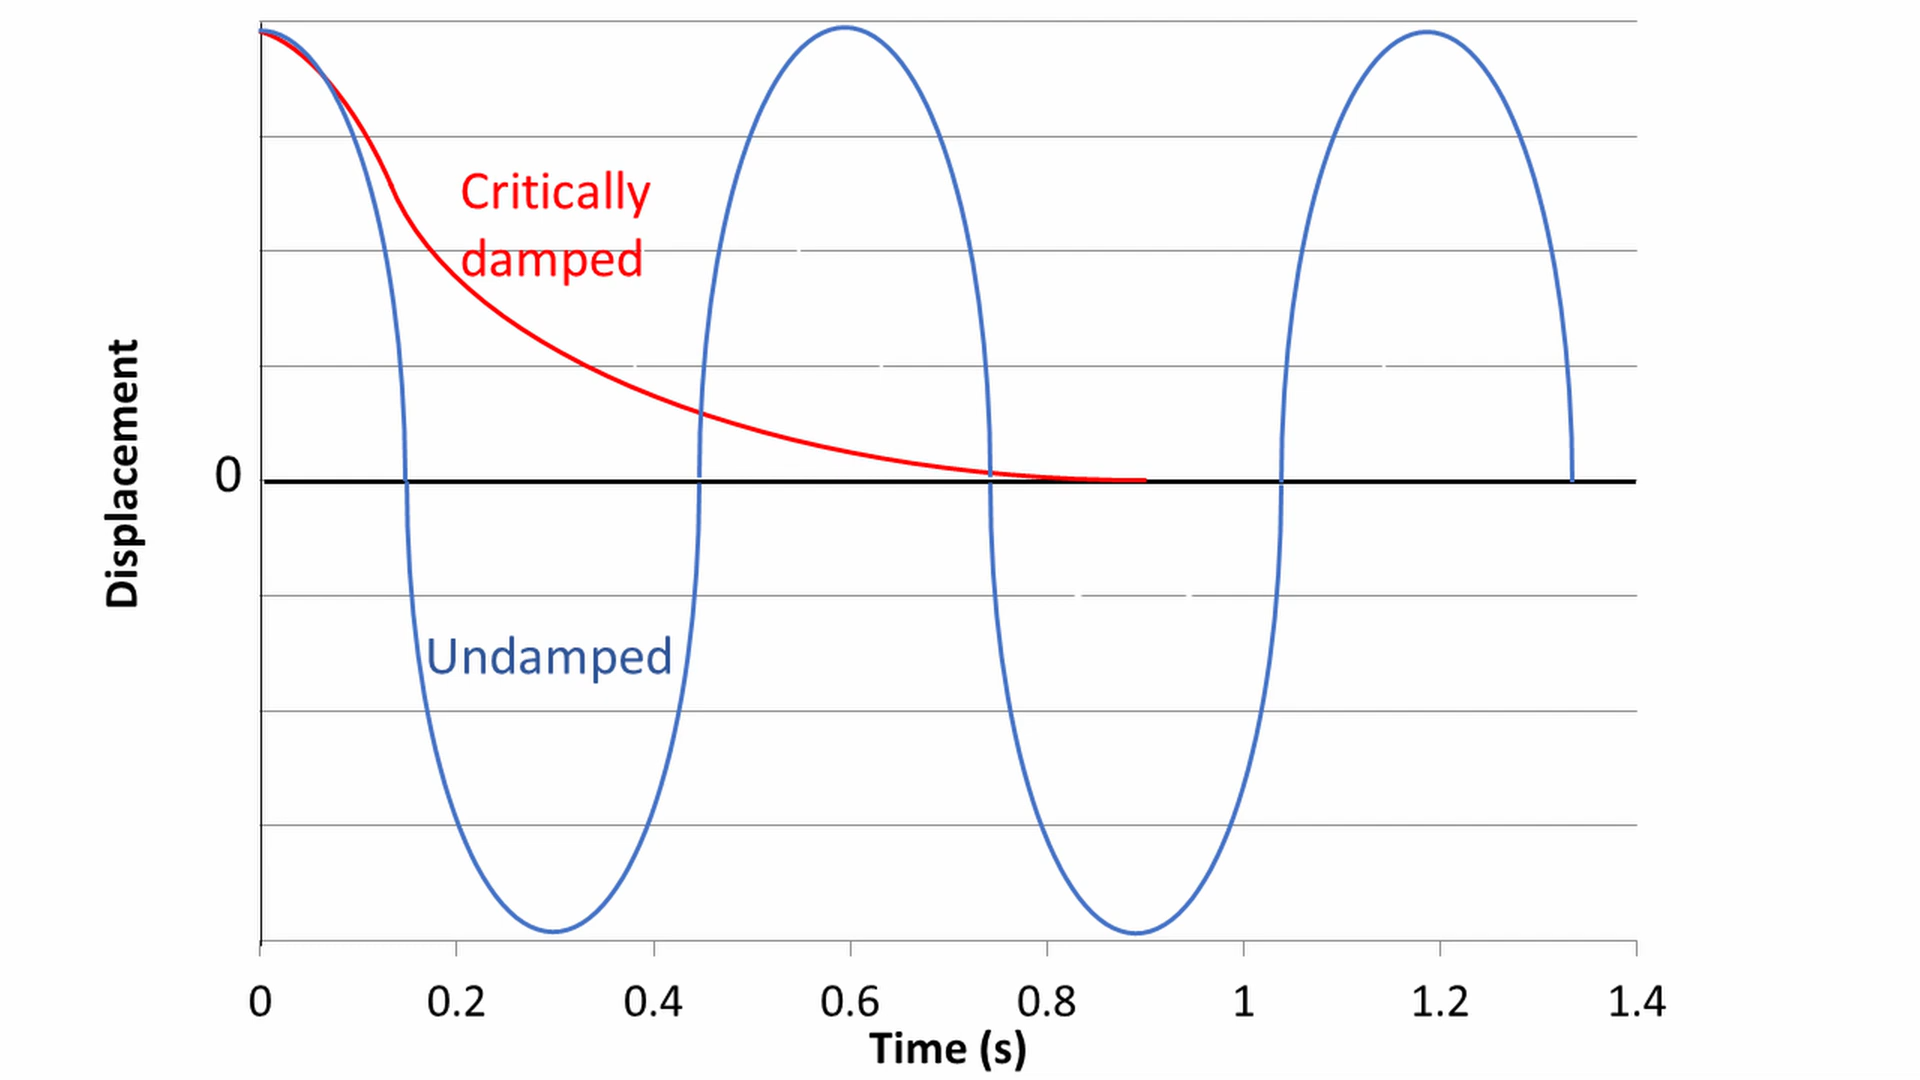 Critically
damped
Displacement
0
Undamped
0 0.2 0.4 0.6 0.8 1 1.2 1.4
Time (s)